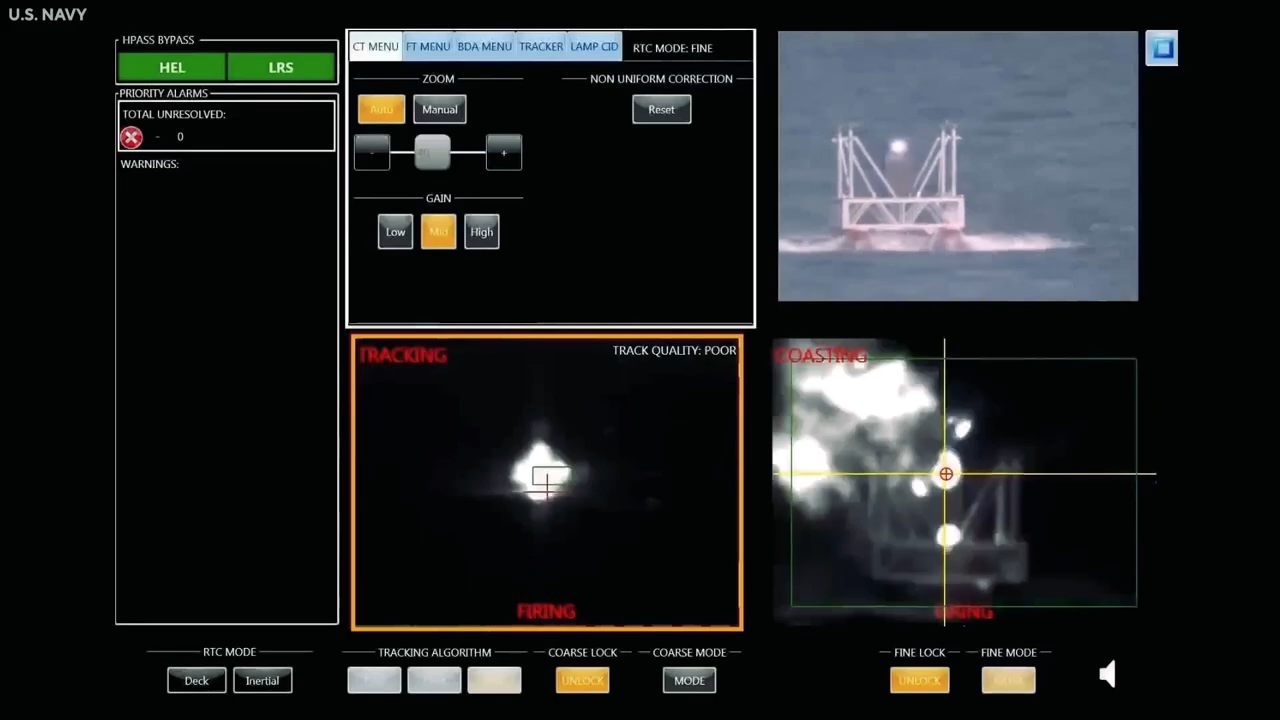 U.S. NAVY
HPASS BYPASS
HEL LRS
PRIORITY ALARMS
TOTAL UNRESOLVED:
- 0
WARNINGS:
CT MENU FT MENU BDA MENU TRACKER LAMP CID RTC MODE: FINE
ZOOM
NON UNIFORM CORRECTION
Auto Manual
Reset
- +
GAIN
Low Mid High
TRACKING
TRACK QUALITY: POOR
FIRING
COASTING
FIRING
RTC MODE
Deck Inertial
TRACKING ALGORITHM
COARSE LOCK
UNLOCK
COARSE MODE
MODE
FINE LOCK
UNLOCK
FINE MODE